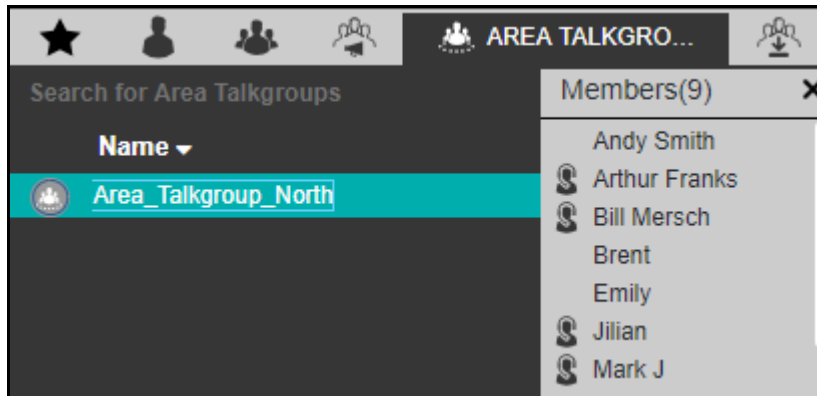 AREA TALKGRO...
Search for Area Talkgroups
Members(9)
Name
Area_Talkgroup_North
Andy Smith
Arthur Franks
Bill Mersch
Brent
Emily
Jilian
Mark J